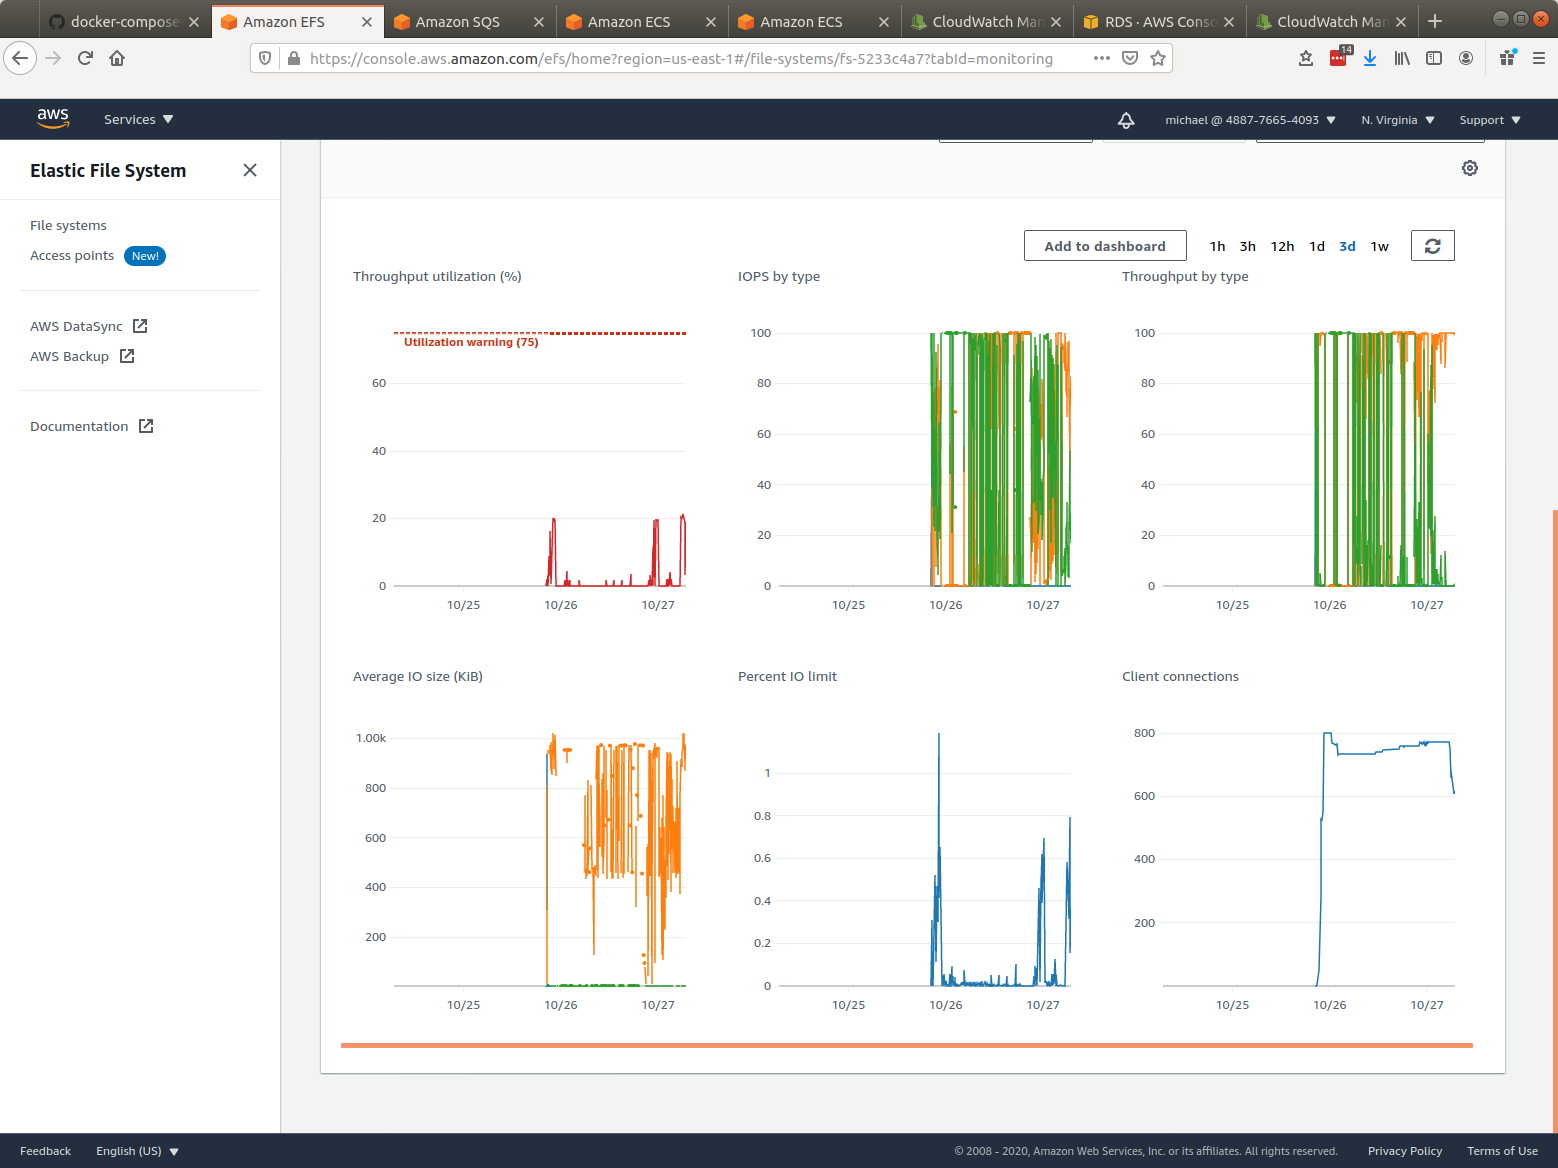 docker-compose
Amazon EFS
Amazon SQS
Amazon ECS
Amazon ECS
CloudWatch Man
RDS · AWS Conso
CloudWatch Man
https://console.aws.amazon.com/efs/home?region=us-east-1#/file-systems/fs-5233c4a7?tabId=monitoring
14
aws
Services
michael @ 4887-7665-4093
N. Virginia
Support
Elastic File System
File systems
Access points New!
AWS DataSync
AWS Backup
Documentation
Add to dashboard
1h 3h 12h 1d 3d 1w
Throughput utilization (%)
Utilization warning (75)
60
40
20
0
10/25 10/26 10/27
IOPS by type
100
80
60
40
20
0
10/25 10/26 10/27
Throughput by type
100
80
60
40
20
0
10/25 10/26 10/27
Average IO size (KiB)
1.00k
800
600
400
200
10/25 10/26 10/27
Percent IO limit
1
0.8
0.6
0.4
0.2
0
10/25 10/26 10/27
Client connections
800
600
400
200
10/25 10/26 10/27
Feedback
English (US)
© 2008 - 2020, Amazon Web Services, Inc. or its affiliates. All rights reserved.
Privacy Policy
Terms of Use